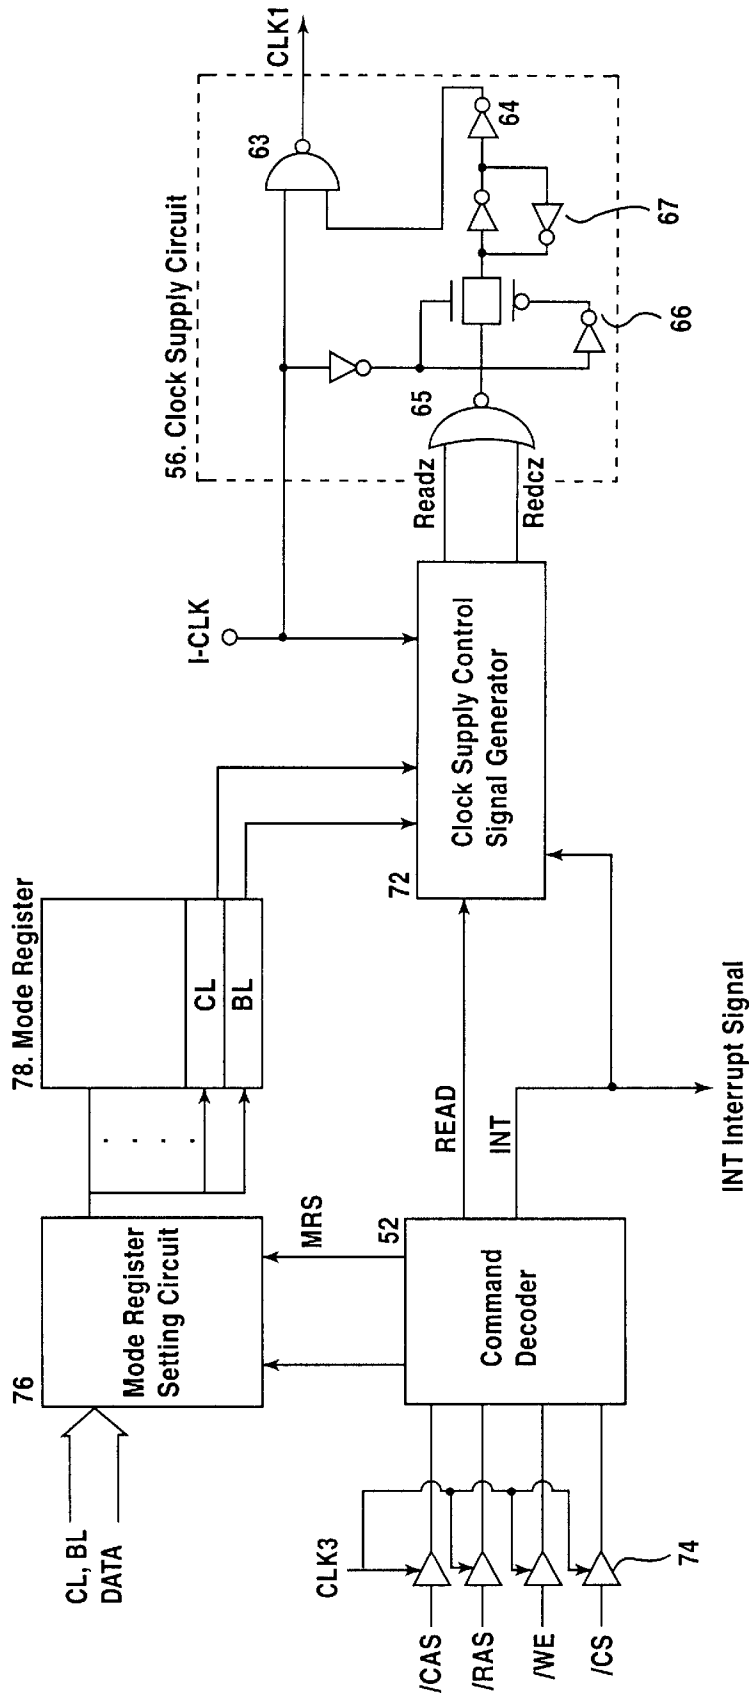 CL, BL
DATA
76
Mode Register
Setting Circuit
. . . . .
78. Mode Register
CL
BL
MRS
I-CLK
56. Clock Supply Circuit
63
CLK1
64
65
66
67
Readz
Redcz
72
Clock Supply Control
Signal Generator
READ
INT
INT Interrupt Signal
52
Command
Decoder
CLK3
/CAS
/RAS
/WE
/CS
74